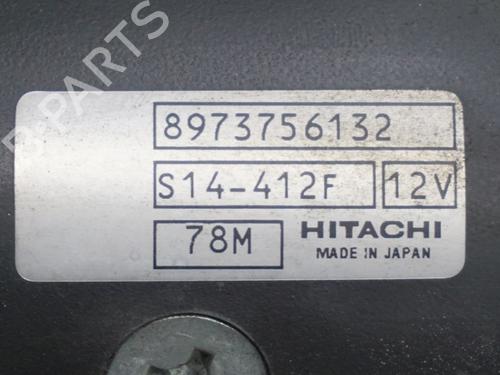 B-PARTS
8973756132
S14-412F 12V
78M HITACHI
MADE IN JAPAN